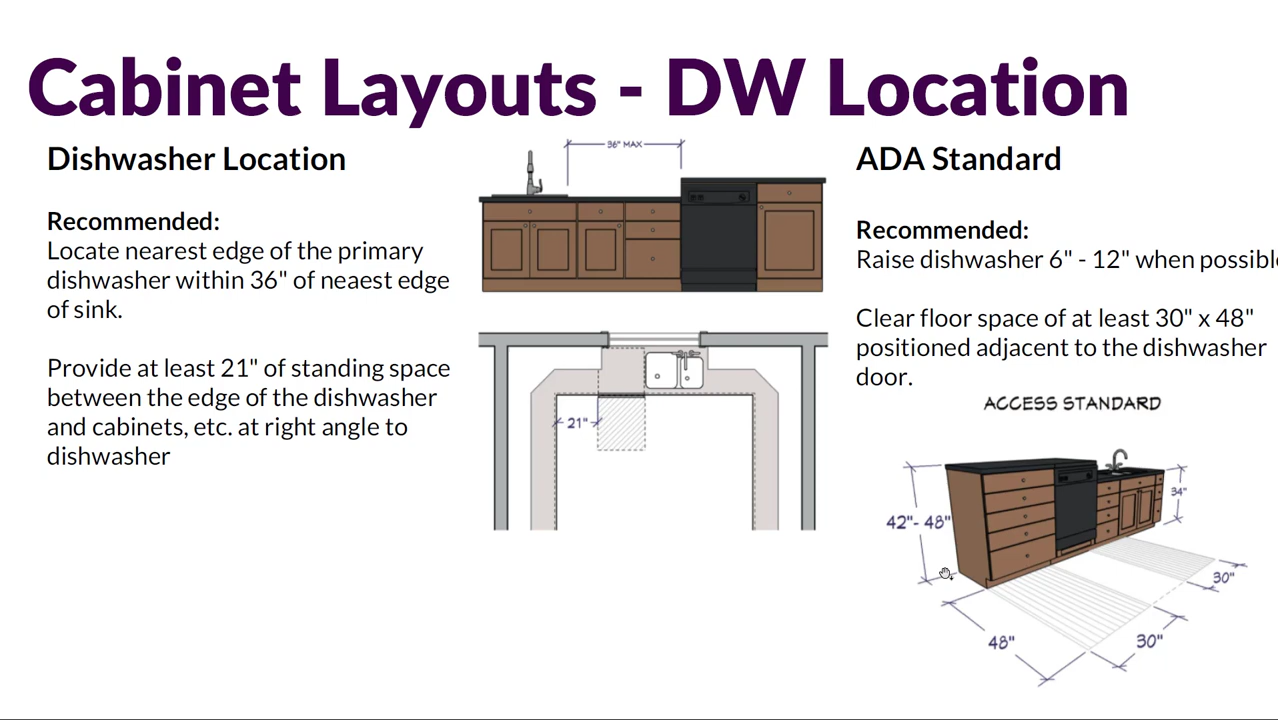 Cabinet Layouts - DW Location
Dishwasher Location
Recommended:
Locate nearest edge of the primary
dishwasher within 36" of neaest edge
of sink.
Provide at least 21" of standing space
between the edge of the dishwasher
and cabinets, etc. at right angle to
dishwasher
36" MAX
21"
ADA Standard
Recommended:
Raise dishwasher 6" - 12" when possible
Clear floor space of at least 30" x 48"
positioned adjacent to the dishwasher
door.
ACCESS STANDARD
42"- 48"
34"
30"
48"
30"